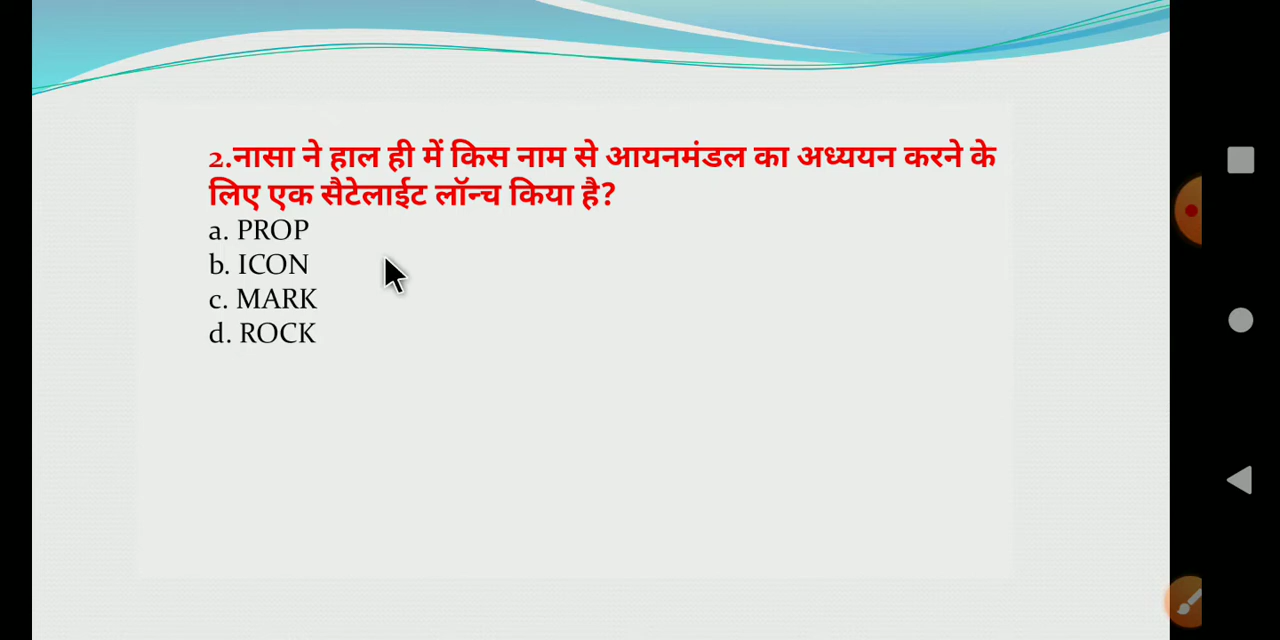 2.नासा ने हाल ही में किस नाम से आयनमंडल का अध्ययन करने के
लिए एक सैटेलाईट लॉन्च किया है?
a. PROP
b. ICON
c. MARK
d. ROCK